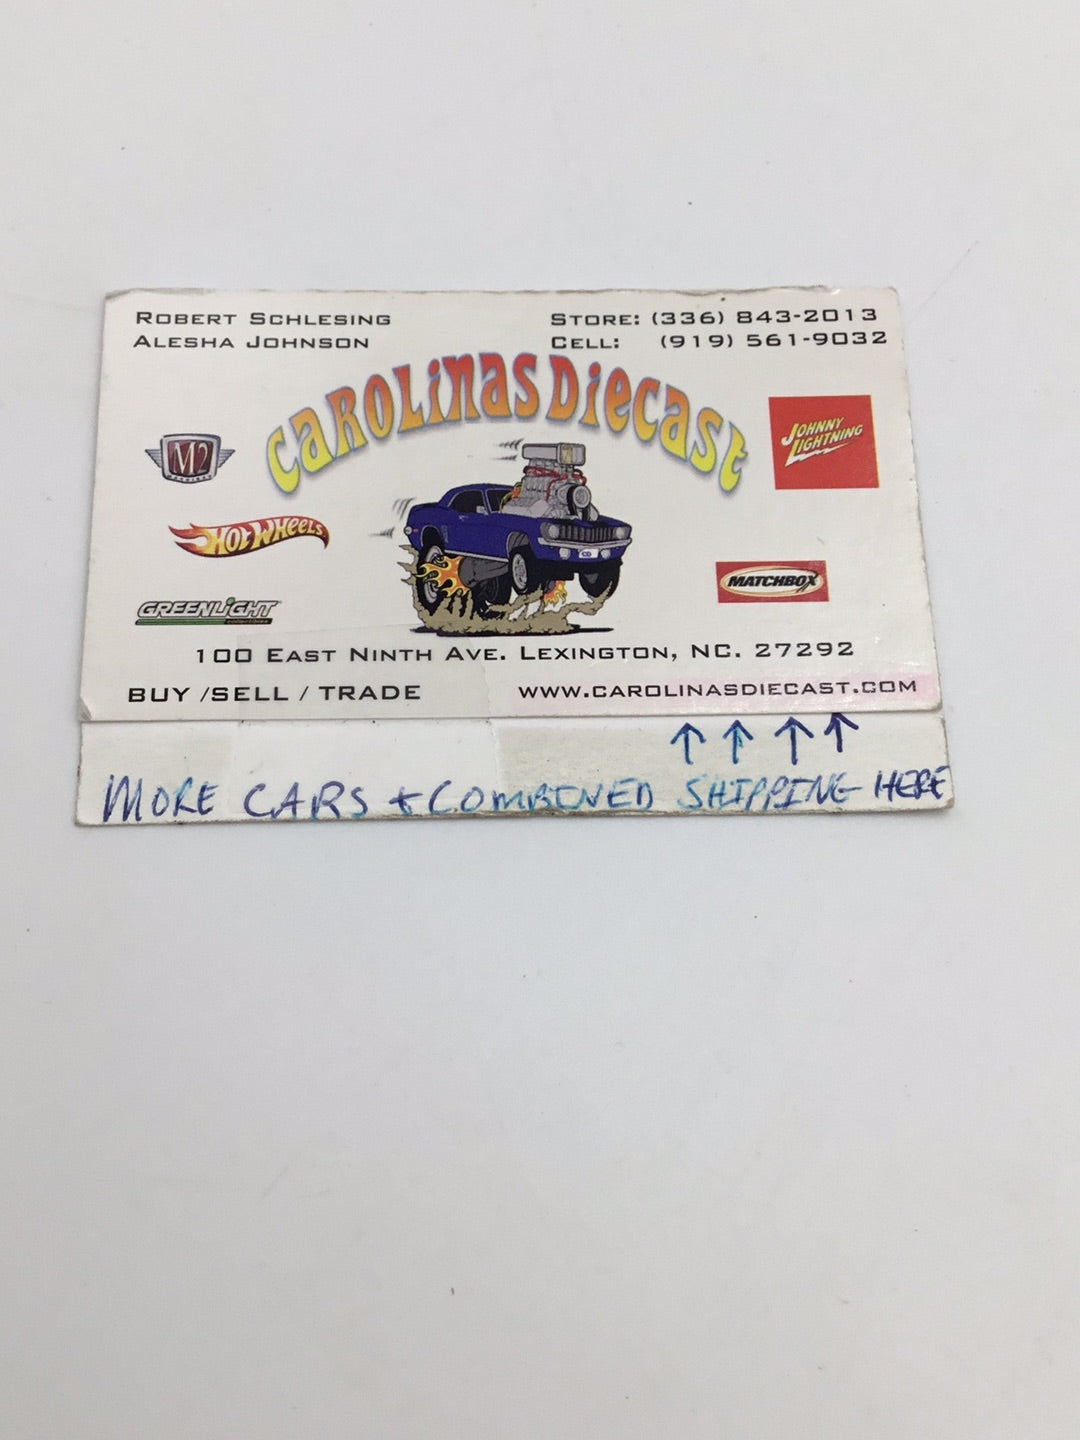 ROBERT SCHLESING
ALESHA JOHNSON
STORE: (336) 843-2013
CELL: (919) 561-9032
CAROLINAS DIECAST
M2
JOHNNY LIGHTNING
HOT WHEELS
CD
MATCHBOX
GREENLIGHT
collectibles
100 EAST NINTH AVE. LEXINGTON, NC. 27292
BUY /SELL / TRADE
WWW.CAROLINASDIECAST.COM
↑ ↑ ↑ ↑
MORE CARS + COMBINED SHIPPING HERE